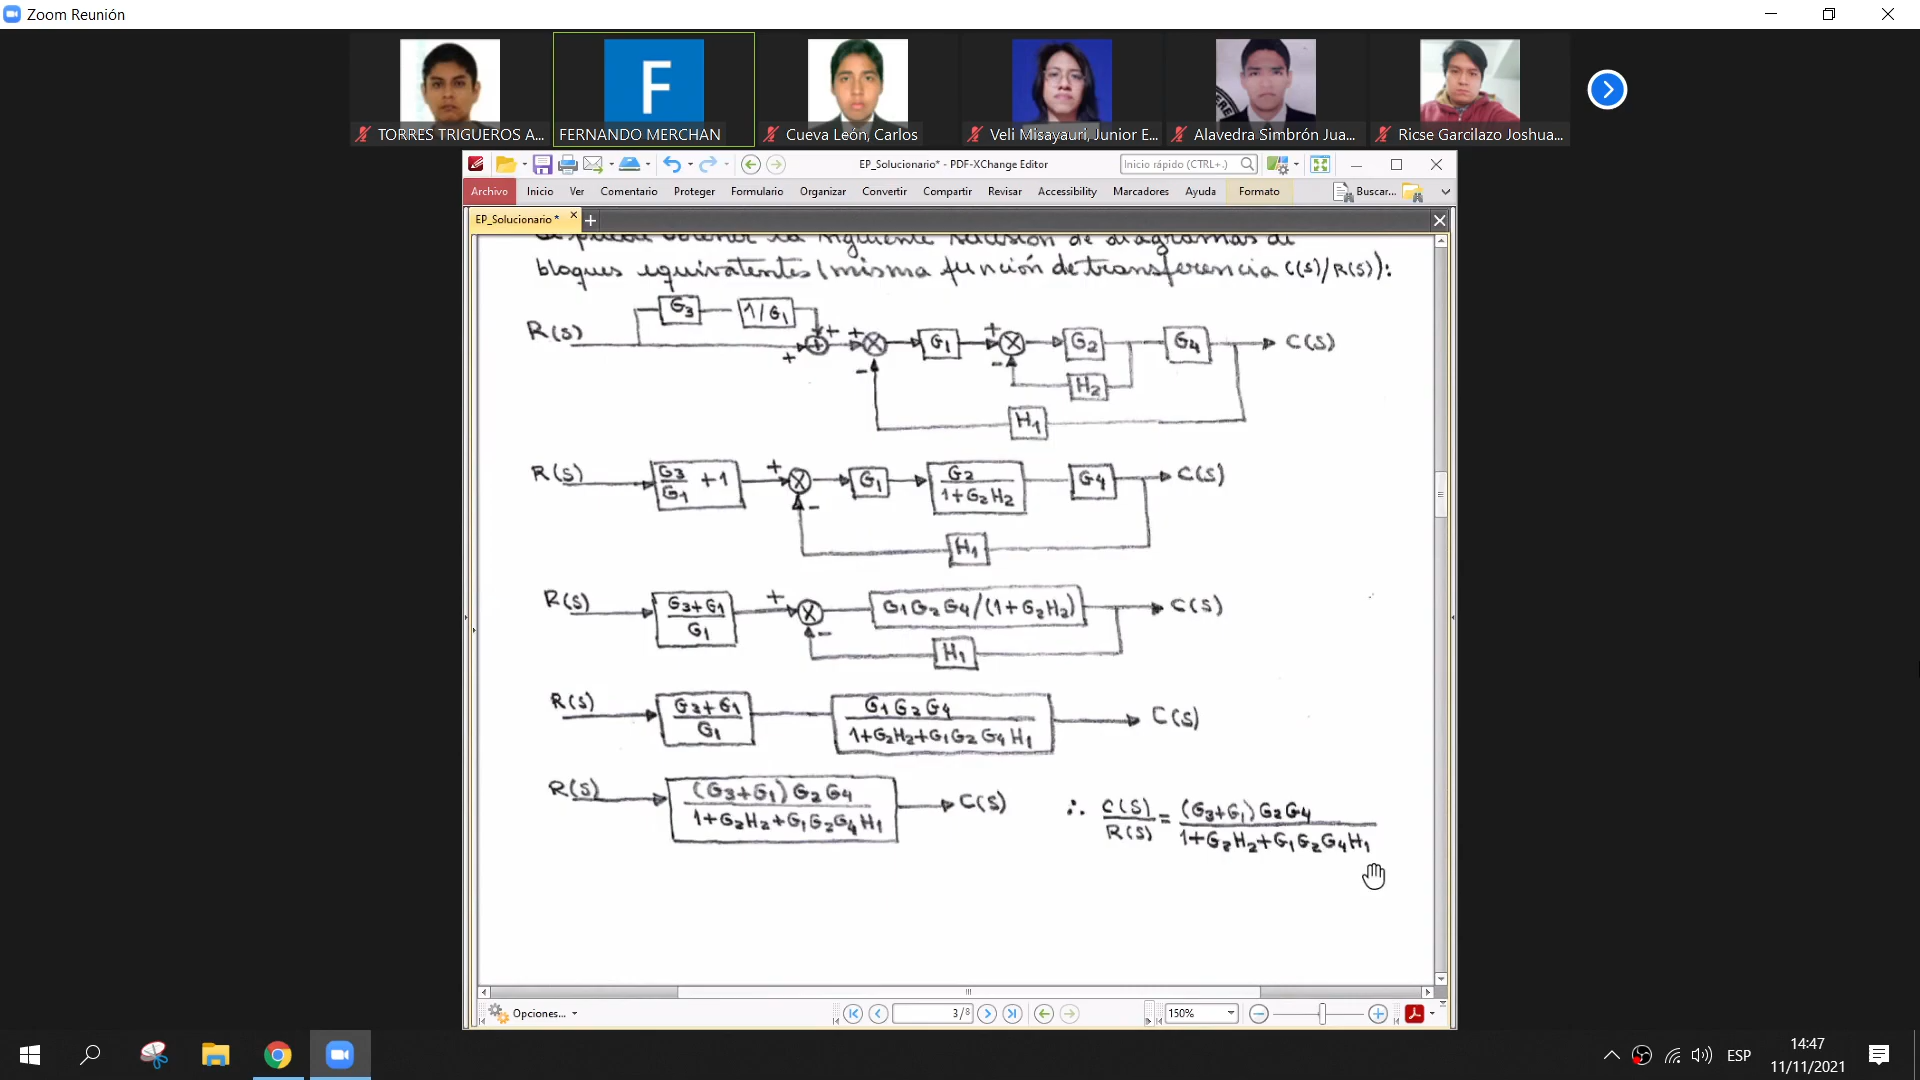 Zoom Reunión
TORRES TRIGUEROS A...
F
FERNANDO MERCHAN
Cueva León, Carlos
Veli Misayauri, Junior E...
Alavedra Simbrón Jua...
Ricse Garcilazo Joshua...
EP_Solucionario* - PDF-XChange Editor
Inicio rápido (CTRL+.)
Archivo Inicio Ver Comentario Proteger Formulario Organizar Convertir Compartir Revisar Accessibility Marcadores Ayuda Formato Buscar...
EP_Solucionario *
siguiente sucesión de diagramas de
bloques equivalentes (misma función de transferencia C(s)/R(s)):
G3 1/G1
R(S) + + + - G1 + - G2 G4 C(S)
H2
H1
R(S) G3/G1 +1 + - G1 G2/(1+G2H2) G4 C(S)
H1
R(S) (G3+G1)/G1 + - G1G2G4/(1+G2H2) C(S)
H1
R(S) (G3+G1)/G1 G1G2G4/(1+G2H2+G1G2G4H1) C(S)
R(S) (G3+G1)G2G4/(1+G2H2+G1G2G4H1) C(S) ∴ C(S)/R(S) = (G3+G1)G2G4/(1+G2H2+G1G2G4H1)
Opciones... 3/8 150%
ESP
14:47
11/11/2021